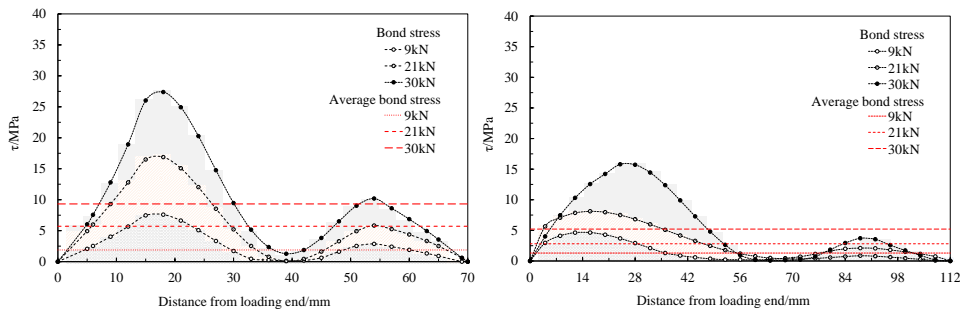 40
35
30
25
20
15
10
5
0
τ/MPa
0 10 20 30 40 50 60 70
Distance from loading end/mm
Bond stress
9kN
21kN
30kN
Average bond stress
9kN
21kN
30kN
40
35
30
25
20
15
10
5
0
τ/MPa
0 14 28 42 56 70 84 98 112
Distance from loading end/mm
Bond stress
9kN
21kN
30kN
Average bond stress
9kN
21kN
30kN